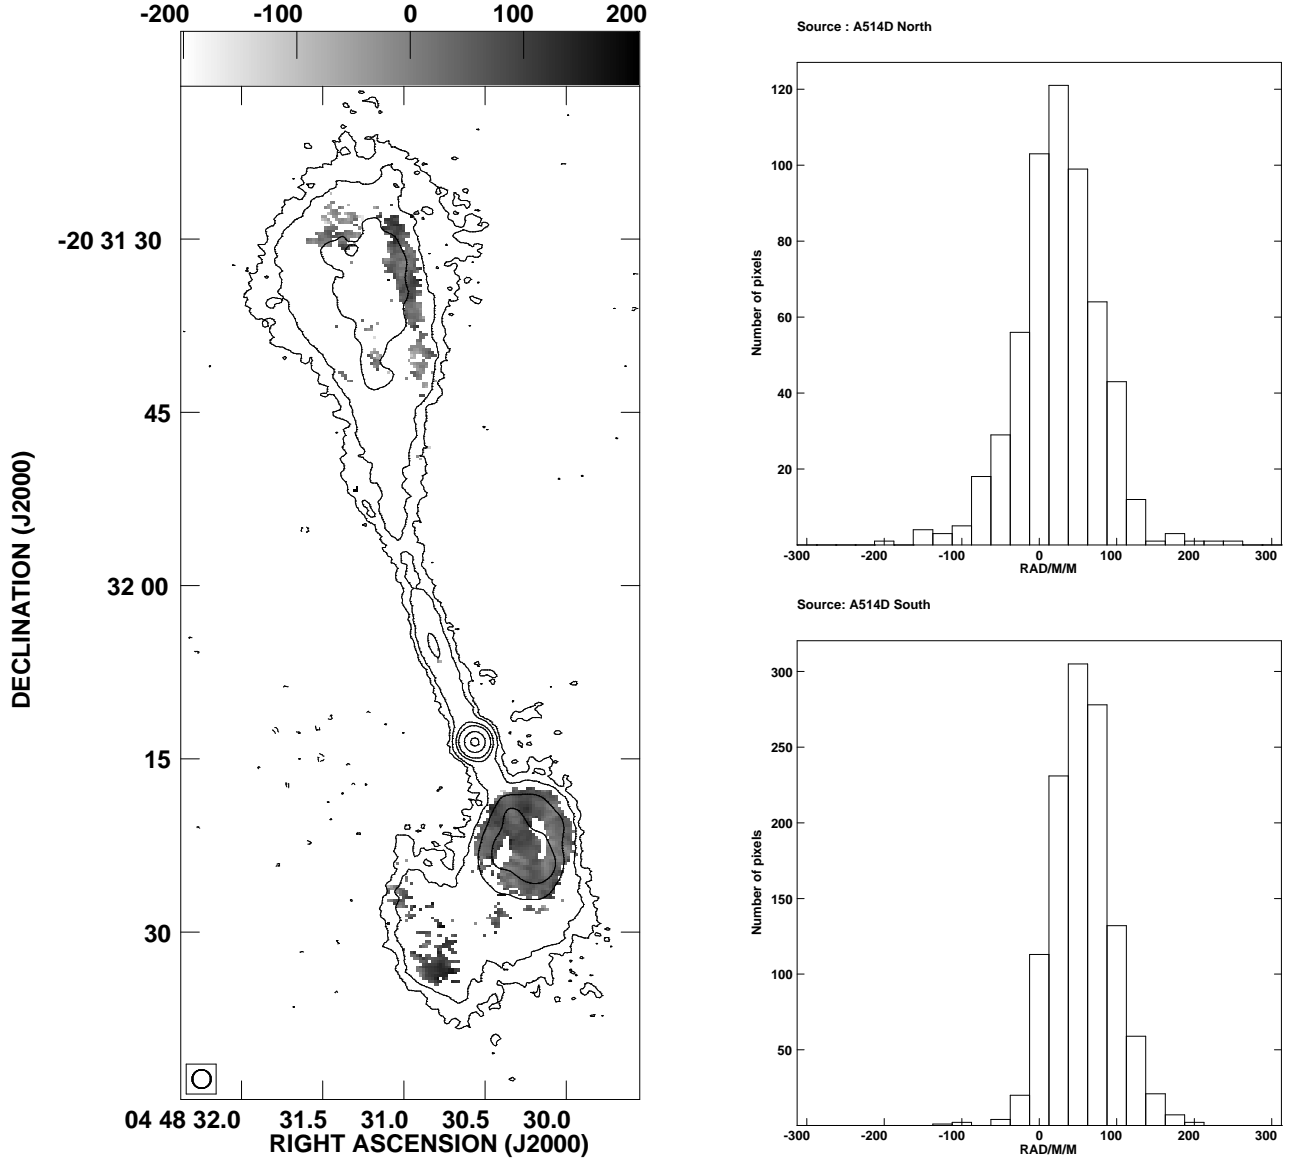 -200 -100 0 100 200
DECLINATION (J2000)
-20 31 30
45
32 00
15
30
04 48 32.0 31.5 31.0 30.5 30.0
RIGHT ASCENSION (J2000)
Source : A514D North
Number of pixels
120
100
80
60
40
20
-300 -200 -100 0 100 200 300
RAD/M/M
Source: A514D South
Number of pixels
300
250
200
150
100
50
-300 -200 -100 0 100 200 300
RAD/M/M